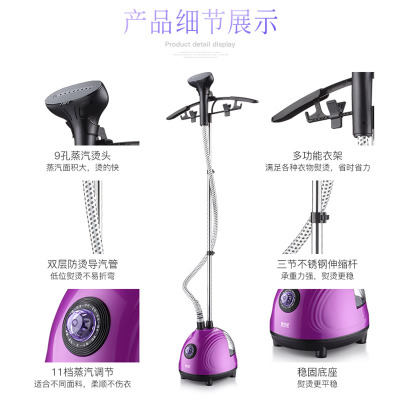 产品细节展示
Product detail display
9孔蒸汽烫头
蒸汽面积大，烫的快
多功能衣架
满足各种衣物熨烫，省时省力
双层防烫导汽管
低位熨烫不易折弯
三节不锈钢伸缩杆
承重力强，熨烫更稳
11档蒸汽调节
适合不同面料，柔顺不伤衣
稳固底座
熨烫更平稳